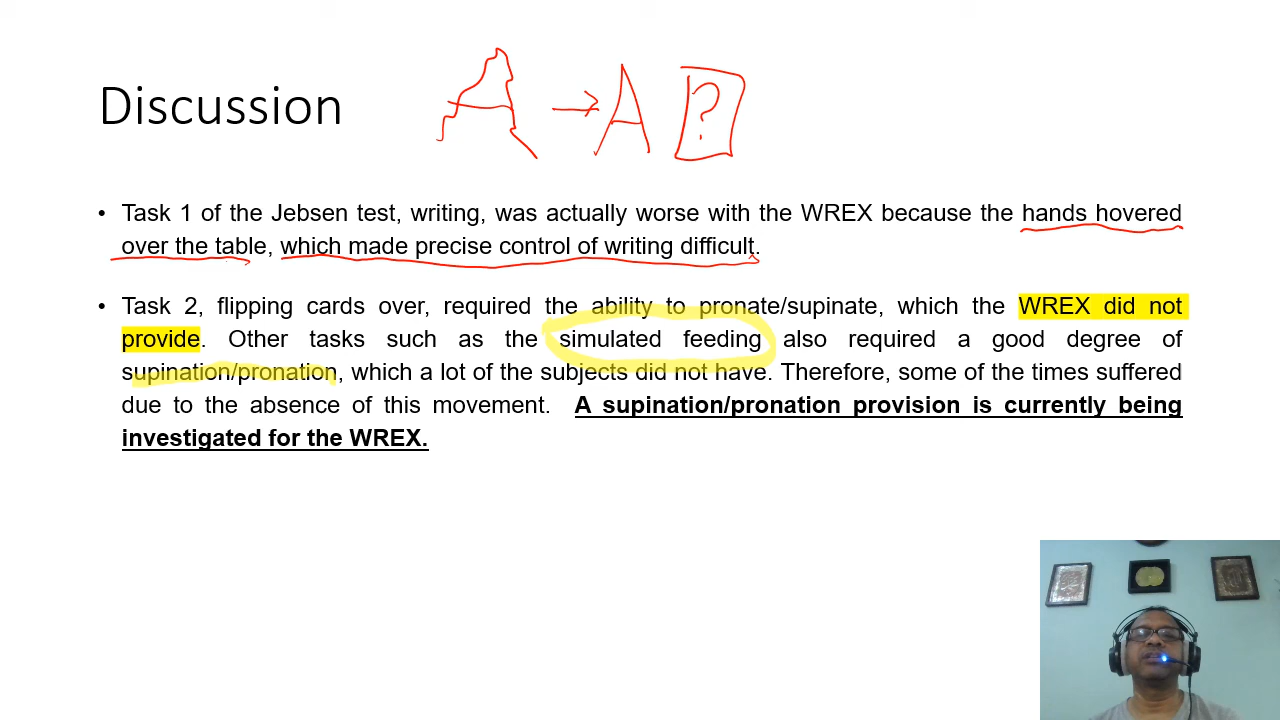 Discussion
A → A ?
• Task 1 of the Jebsen test, writing, was actually worse with the WREX because the hands hovered
over the table, which made precise control of writing difficult.
• Task 2, flipping cards over, required the ability to pronate/supinate, which the WREX did not
provide. Other tasks such as the simulated feeding also required a good degree of
supination/pronation, which a lot of the subjects did not have. Therefore, some of the times suffered
due to the absence of this movement. A supination/pronation provision is currently being
investigated for the WREX.